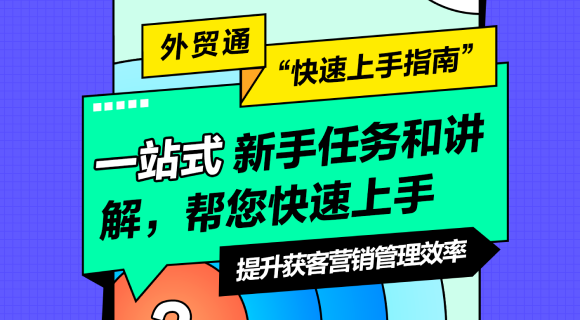 外贸通
“快速上手指南”
一站式 新手任务和讲
解，帮您快速上手
提升获客营销管理效率